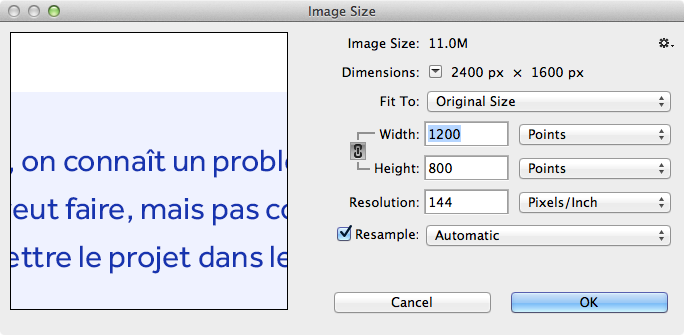 Image Size
Image Size: 11.0M
Dimensions: 2400 px × 1600 px
Fit To: Original Size
Width: 1200 Points
Height: 800 Points
Resolution: 144 Pixels/Inch
Resample: Automatic
, on connaît un problè
eut faire, mais pas co
ettre le projet dans le
Cancel OK